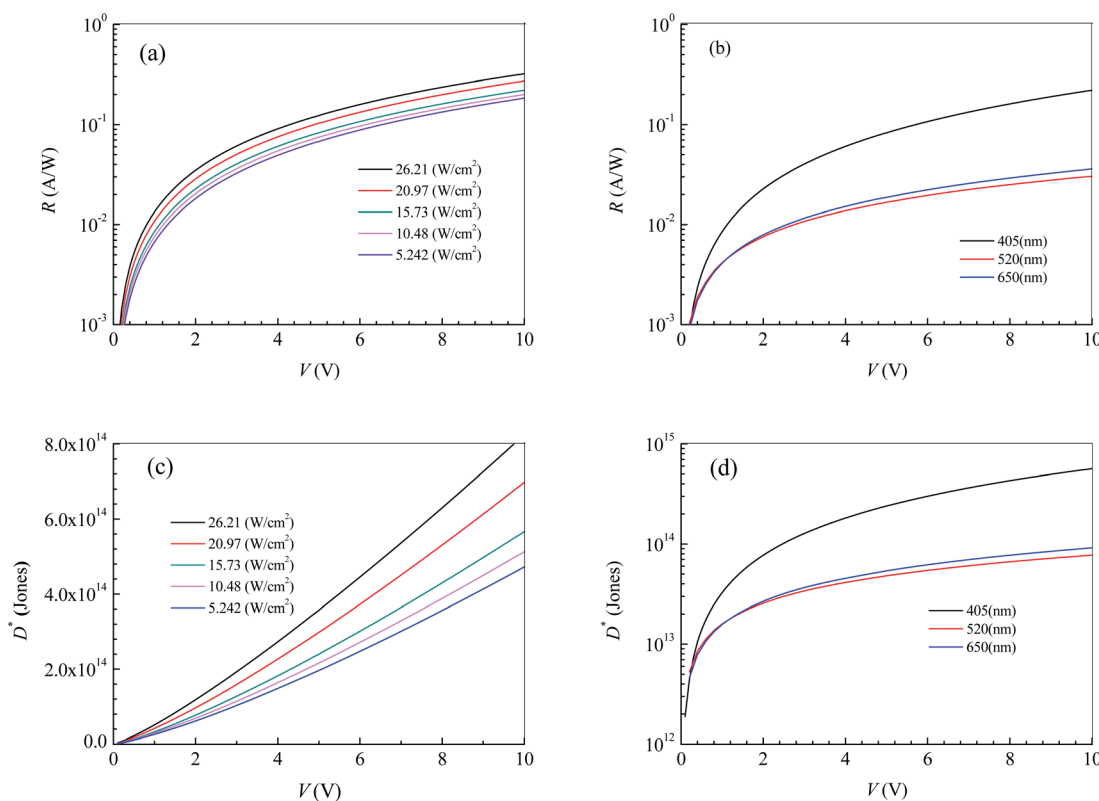 (a)
10⁰
10⁻¹
10⁻²
10⁻³
R (A/W)
26.21 (W/cm²)
20.97 (W/cm²)
15.73 (W/cm²)
10.48 (W/cm²)
5.242 (W/cm²)
0 2 4 6 8 10
V (V)
(b)
10⁰
10⁻¹
10⁻²
10⁻³
R (A/W)
405(nm)
520(nm)
650(nm)
0 2 4 6 8 10
V (V)
(c)
8.0x10¹⁴
6.0x10¹⁴
4.0x10¹⁴
2.0x10¹⁴
0.0
D* (Jones)
26.21 (W/cm²)
20.97 (W/cm²)
15.73 (W/cm²)
10.48 (W/cm²)
5.242 (W/cm²)
0 2 4 6 8 10
V (V)
(d)
10¹⁵
10¹⁴
10¹³
10¹²
D* (Jones)
405(nm)
520(nm)
650(nm)
0 2 4 6 8 10
V (V)